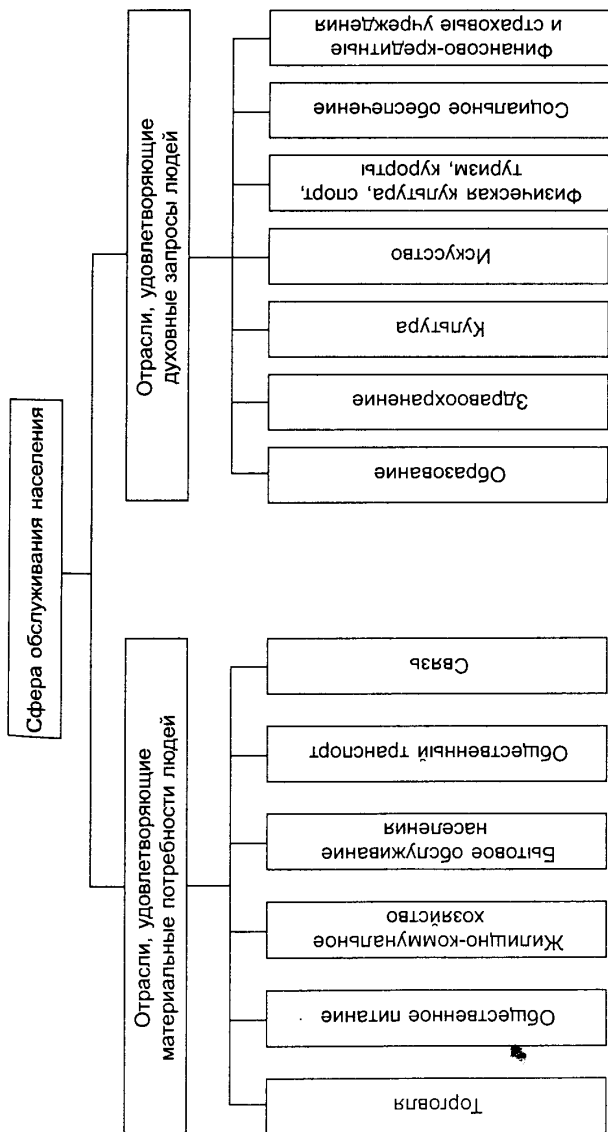 Сфера обслуживания населения
Отрасли, удовлетворяющие
материальные потребности людей
Торговля
Общественное питание
Жилищно-коммунальное
хозяйство
Бытовое обслуживание
населения
Общественный транспорт
Связь
Отрасли, удовлетворяющие
духовные запросы людей
Образование
Здравоохранение
Культура
Искусство
Физическая культура, спорт,
туризм, курорты
Социальное обеспечение
Финансово-кредитные
и страховые учреждения